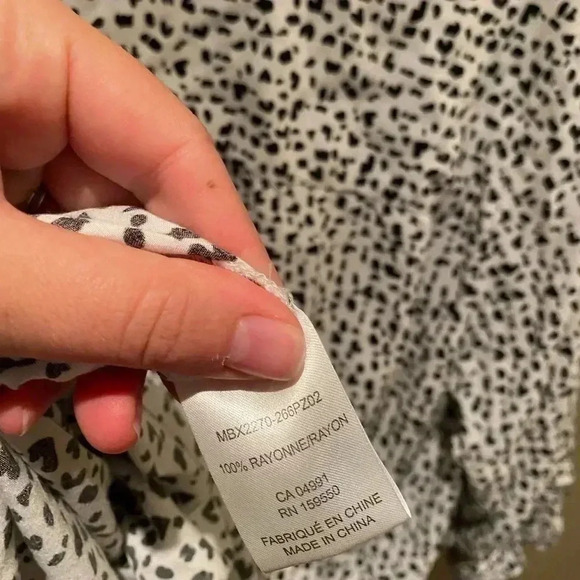 MBX2270-266PZ02
100% RAYONNE/RAYON
CA 04991
RN 159550
FABRIQUÉ EN CHINE
MADE IN CHINA